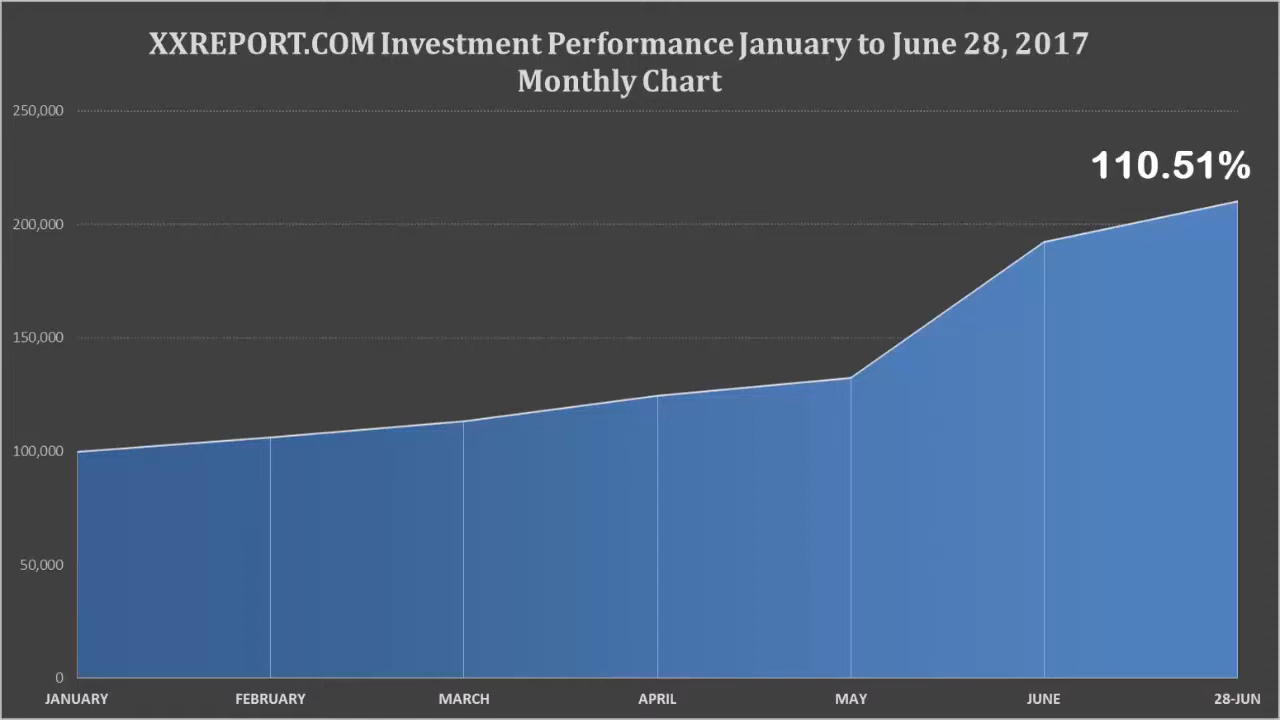 XXREPORT.COM Investment Performance January to June 28, 2017
Monthly Chart
250,000
110.51%
200,000
150,000
100,000
50,000
0
JANUARY FEBRUARY MARCH APRIL MAY JUNE 28-JUN